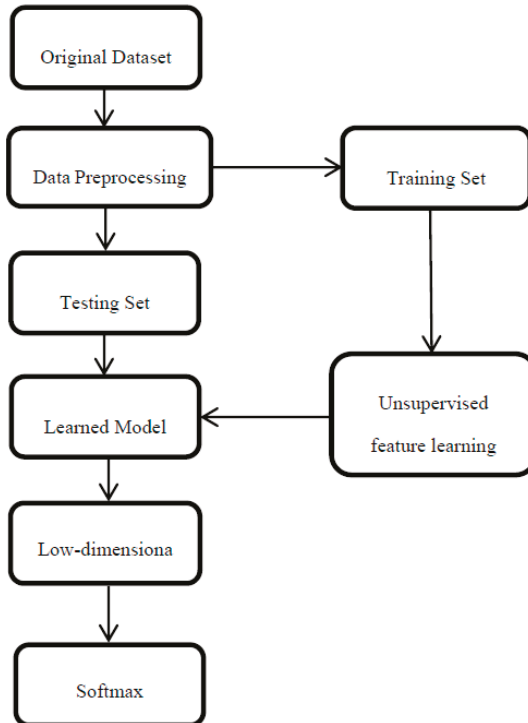 Original Dataset
Data Preprocessing
Training Set
Testing Set
Unsupervised
feature learning
Learned Model
Low-dimensiona
Softmax